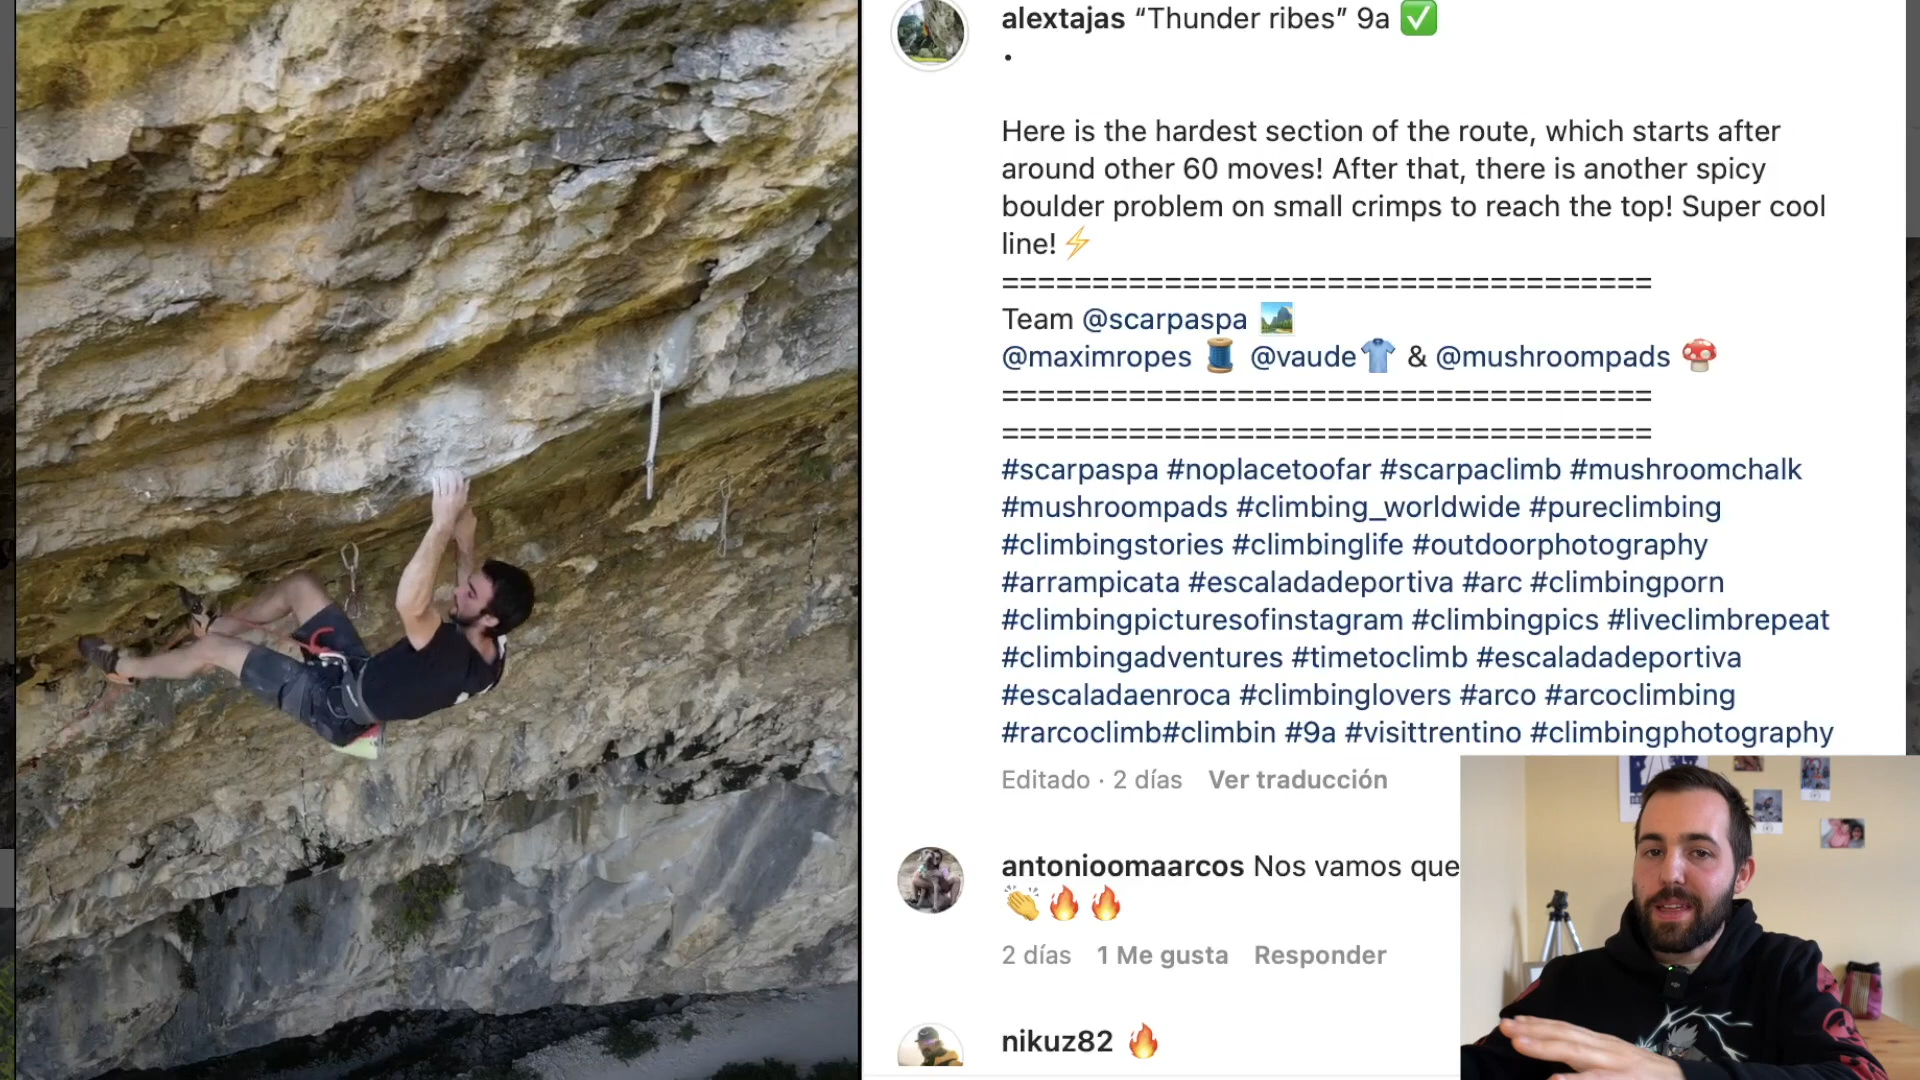 alextajas “Thunder ribes” 9a ✅
•
Here is the hardest section of the route, which starts after
around other 60 moves! After that, there is another spicy
boulder problem on small crimps to reach the top! Super cool
line!⚡
==================================
Team @scarpaspa 🏞
@maximropes 🧵 @vaude👕 & @mushroompads 🍄
==================================
==================================
#scarpaspa #noplacetoofar #scarpaclimb #mushroomchalk
#mushroompads #climbing_worldwide #pureclimbing
#climbingstories #climbinglife #outdoorphotography
#arrampicata #escaladadeportiva #arc #climbingporn
#climbingpicturesofinstagram #climbingpics #liveclimbrepeat
#climbingadventures #timetoclimb #escaladadeportiva
#escaladaenroca #climbinglovers #arco #arcoclimbing
#rarcoclimb#climbin #9a #visittrentino #climbingphotography
Editado · 2 días Ver traducción
antonioomaarcos Nos vamos que
👏🔥🔥
2 días 1 Me gusta Responder
nikuz82 🔥